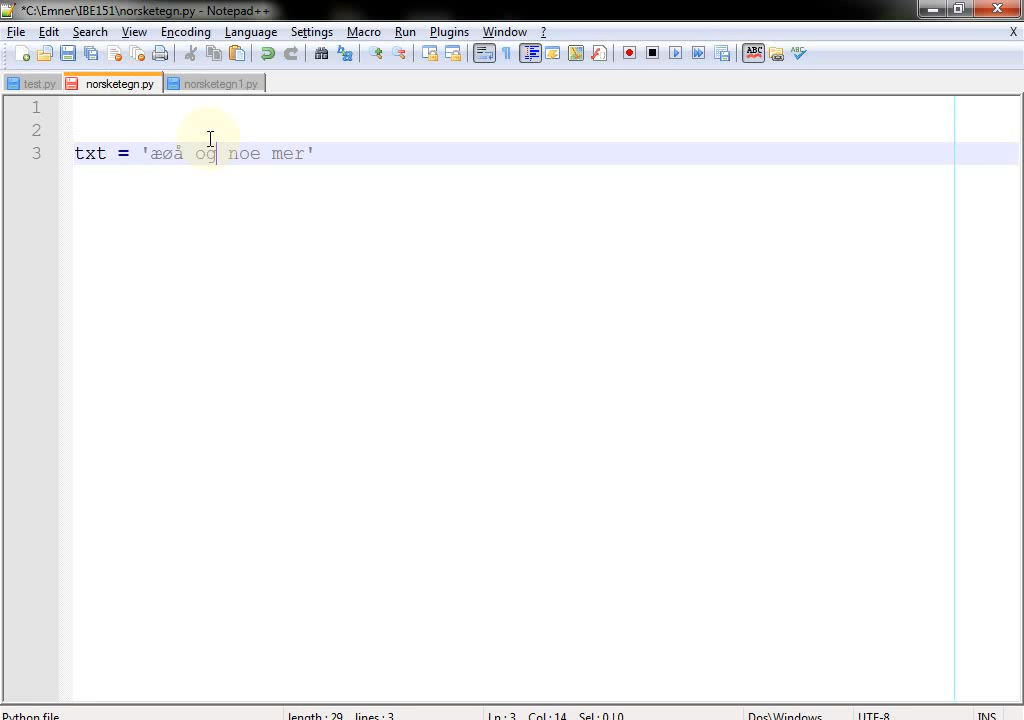 *C:\Emner\IBE151\norsketegn.py - Notepad++
File Edit Search View Encoding Language Settings Macro Run Plugins Window ? X
ABC ABC
test.py norsketegn.py norsketegn1.py
1
2
3 txt = 'æøå og noe mer'
Python file length : 29 lines : 3 Ln : 3 Col : 14 Sel : 0 | 0 Dos\Windows UTF-8 INS